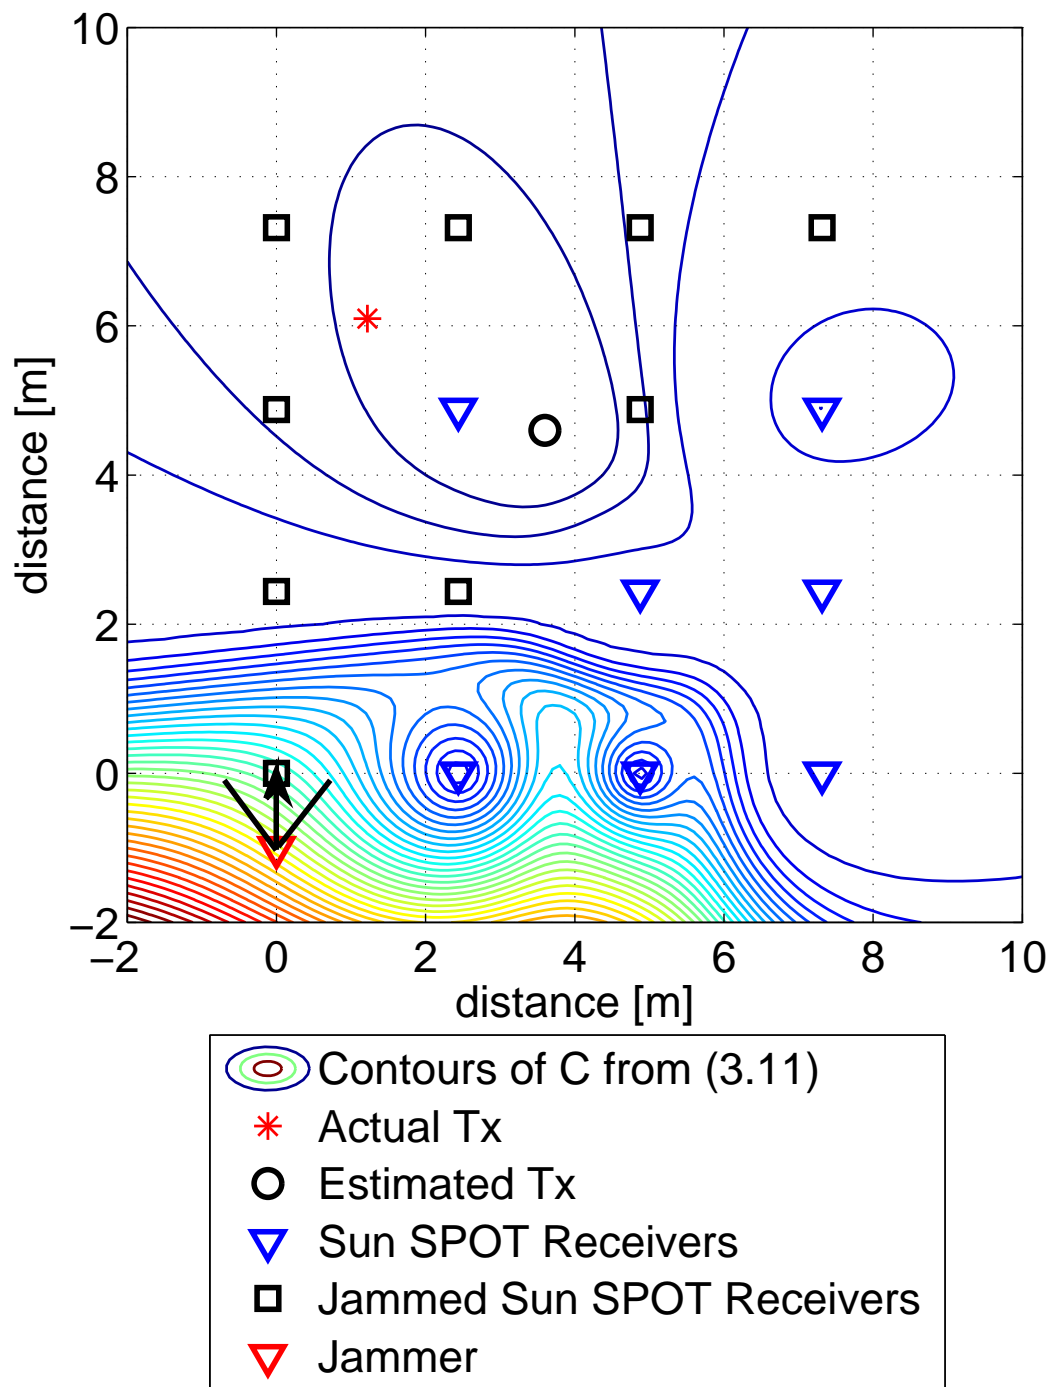 10
8
6
4
2
0
−2
−2 0 2 4 6 8 10
distance [m]
distance [m]
Contours of C from (3.11)
Actual Tx
Estimated Tx
Sun SPOT Receivers
Jammed Sun SPOT Receivers
Jammer